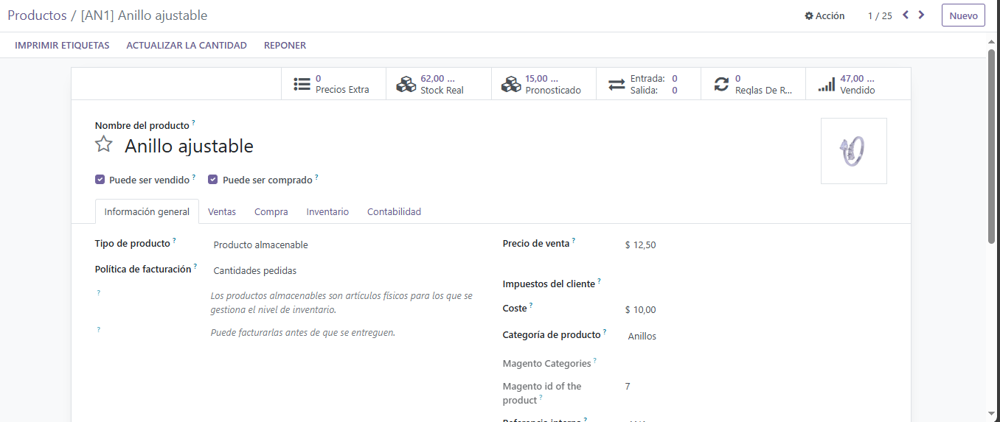 Productos / [AN1] Anillo ajustable
Acción
1 / 25
Nuevo
IMPRIMIR ETIQUETAS
ACTUALIZAR LA CANTIDAD
REPONER
0
Precios Extra
62,00 ...
Stock Real
15,00 ...
Pronosticado
Entrada: 0
Salida: 0
0
Reglas De R...
47,00 ...
Vendido
Nombre del producto ?
Anillo ajustable
Puede ser vendido ?
Puede ser comprado ?
Información general
Ventas
Compra
Inventario
Contabilidad
Tipo de producto ? Producto almacenable
Política de facturación ? Cantidades pedidas
? Los productos almacenables son artículos físicos para los que se
gestiona el nivel de inventario.
? Puede facturarlas antes de que se entreguen.
Precio de venta ? $ 12,50
Impuestos del cliente ?
Coste ? $ 10,00
Categoría de producto ? Anillos
Magento Categories ?
Magento id of the 7
product ?
Referencia interna ?